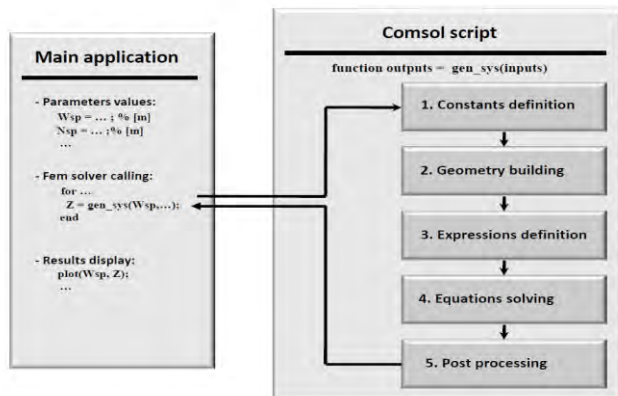 Main application
- Parameters values:
Wsp = ... ; % [m]
Nsp = ... ;% [m]
...
- Fem solver calling:
for ...
Z = gen_sys(Wsp,...);
end
- Results display:
plot(Wsp, Z);
...
Comsol script
function outputs = gen_sys(inputs)
1. Constants definition
2. Geometry building
3. Expressions definition
4. Equations solving
5. Post processing